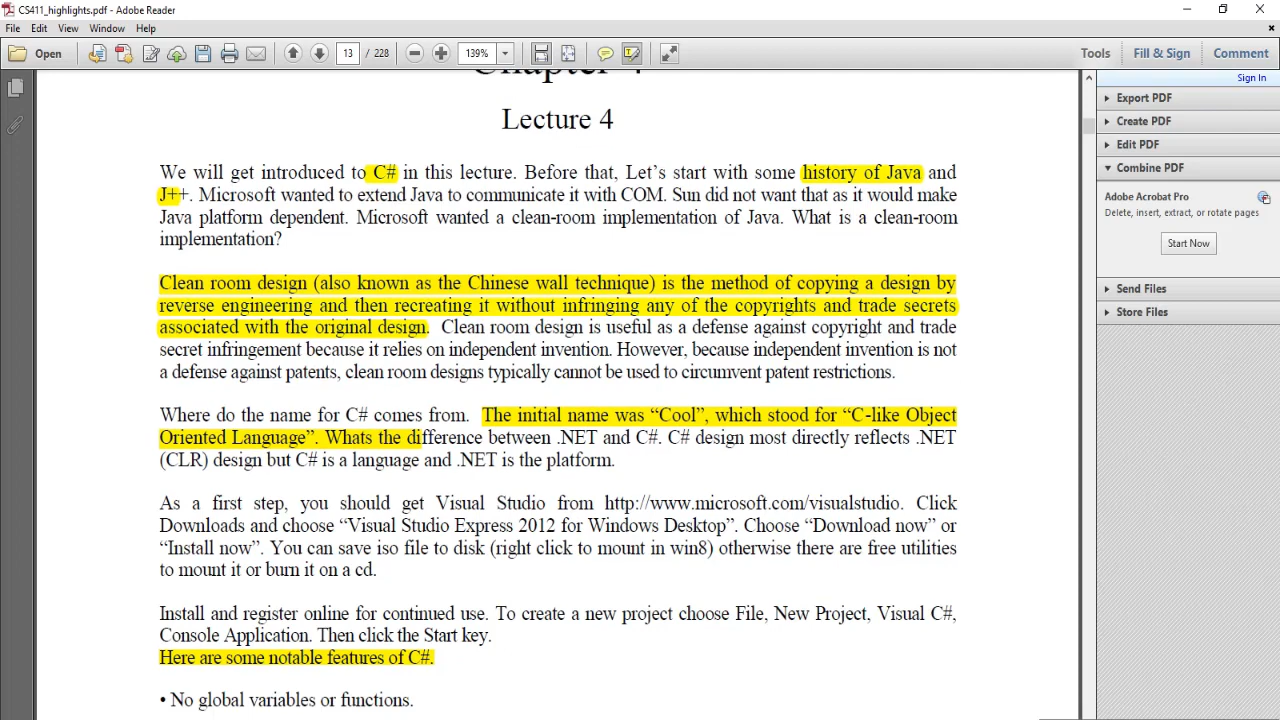 CS411_highlights.pdf - Adobe Reader
File Edit View Window Help
Open 13 / 228 139% Tools Fill & Sign Comment
Sign In
Export PDF
Create PDF
Edit PDF
Combine PDF
Adobe Acrobat Pro
Delete, insert, extract, or rotate pages
Start Now
Send Files
Store Files
Chapter 4
Lecture 4
We will get introduced to C# in this lecture. Before that, Let’s start with some history of Java and
J++. Microsoft wanted to extend Java to communicate it with COM. Sun did not want that as it would make
Java platform dependent. Microsoft wanted a clean-room implementation of Java. What is a clean-room
implementation?
Clean room design (also known as the Chinese wall technique) is the method of copying a design by
reverse engineering and then recreating it without infringing any of the copyrights and trade secrets
associated with the original design. Clean room design is useful as a defense against copyright and trade
secret infringement because it relies on independent invention. However, because independent invention is not
a defense against patents, clean room designs typically cannot be used to circumvent patent restrictions.
Where do the name for C# comes from. The initial name was “Cool”, which stood for “C-like Object
Oriented Language”. Whats the difference between .NET and C#. C# design most directly reflects .NET
(CLR) design but C# is a language and .NET is the platform.
As a first step, you should get Visual Studio from http://www.microsoft.com/visualstudio. Click
Downloads and choose “Visual Studio Express 2012 for Windows Desktop”. Choose “Download now” or
“Install now”. You can save iso file to disk (right click to mount in win8) otherwise there are free utilities
to mount it or burn it on a cd.
Install and register online for continued use. To create a new project choose File, New Project, Visual C#,
Console Application. Then click the Start key.
Here are some notable features of C#.
• No global variables or functions.